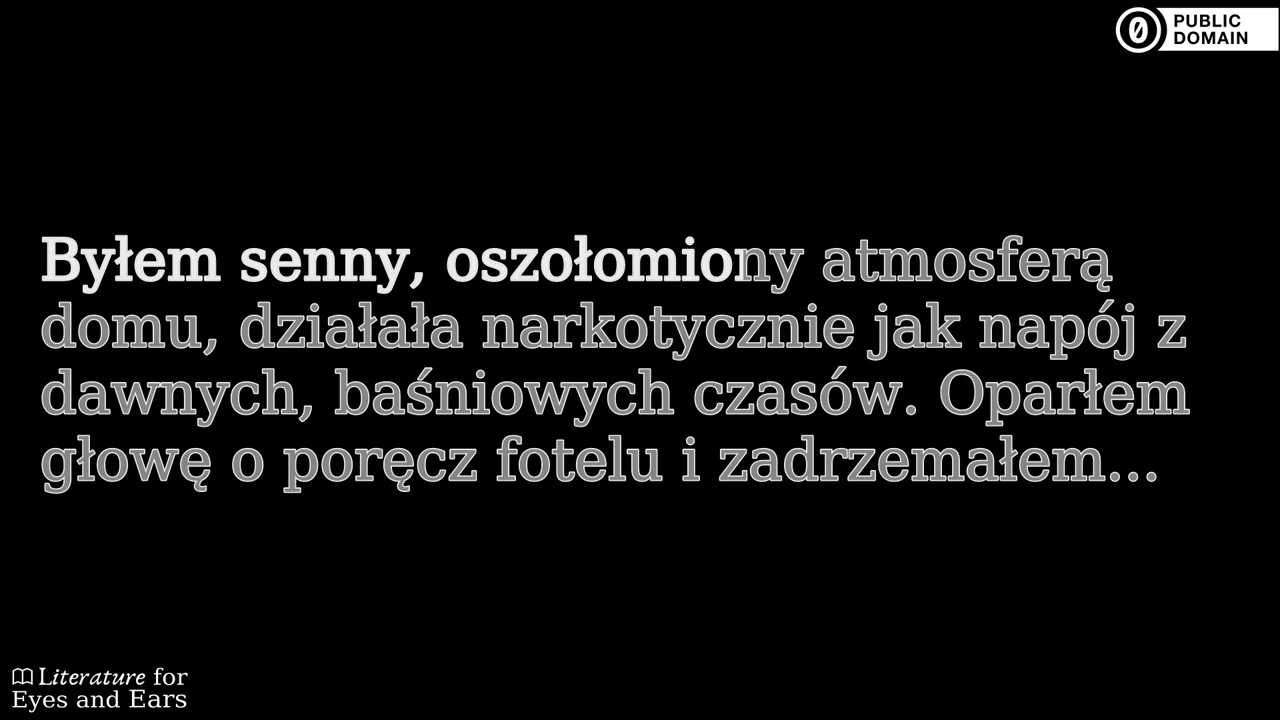 PUBLIC
DOMAIN
Byłem senny, oszołomiony atmosferą
domu, działała narkotycznie jak napój z
dawnych, baśniowych czasów. Oparłem
głowę o poręcz fotelu i zadrzemałem...
Literature for
Eyes and Ears